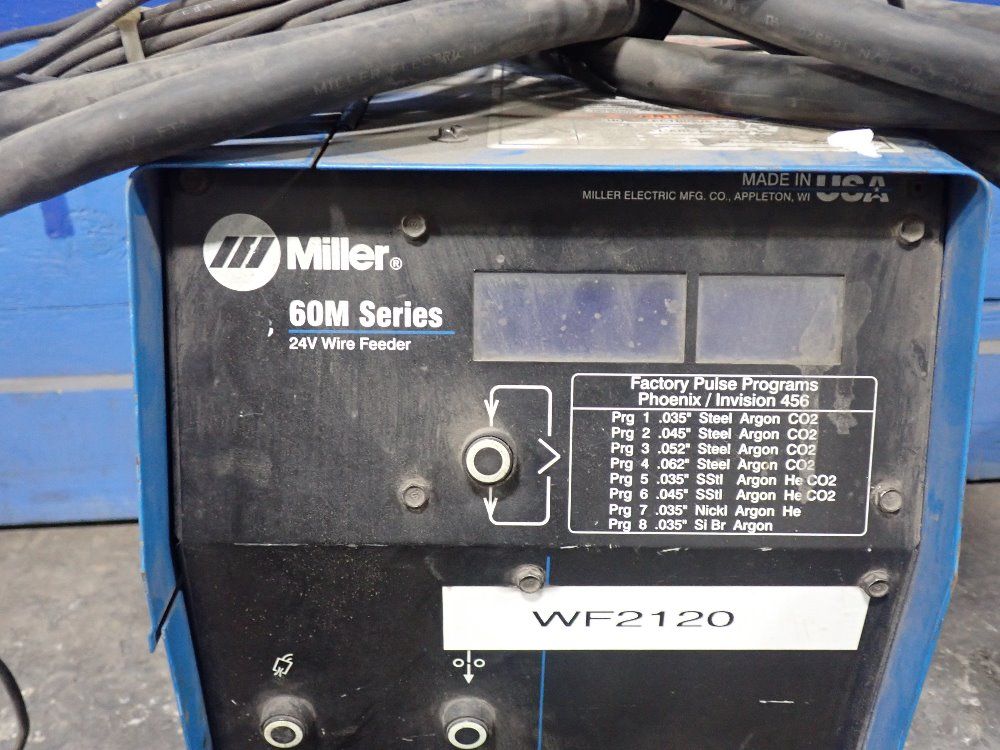 MILLER ELECTRIC
MADE IN USA
MILLER ELECTRIC MFG. CO., APPLETON, WI
Miller®
60M Series
24V Wire Feeder
Factory Pulse Programs
Phoenix / Invision 456
Prg 1 .035" Steel Argon CO2
Prg 2 .045" Steel Argon CO2
Prg 3 .052" Steel Argon CO2
Prg 4 .062" Steel Argon CO2
Prg 5 .035" SStl Argon He CO2
Prg 6 .045" SStl Argon He CO2
Prg 7 .035" Nickl Argon He
Prg 8 .035" Si Br Argon
WF2120